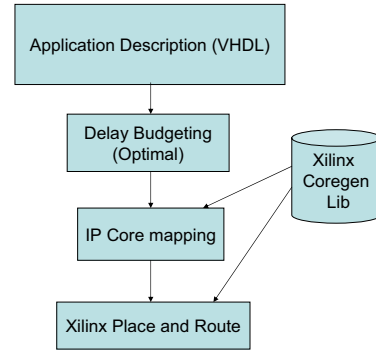 Application Description (VHDL)
Delay Budgeting
(Optimal)
Xilinx
Coregen
Lib
IP Core mapping
Xilinx Place and Route